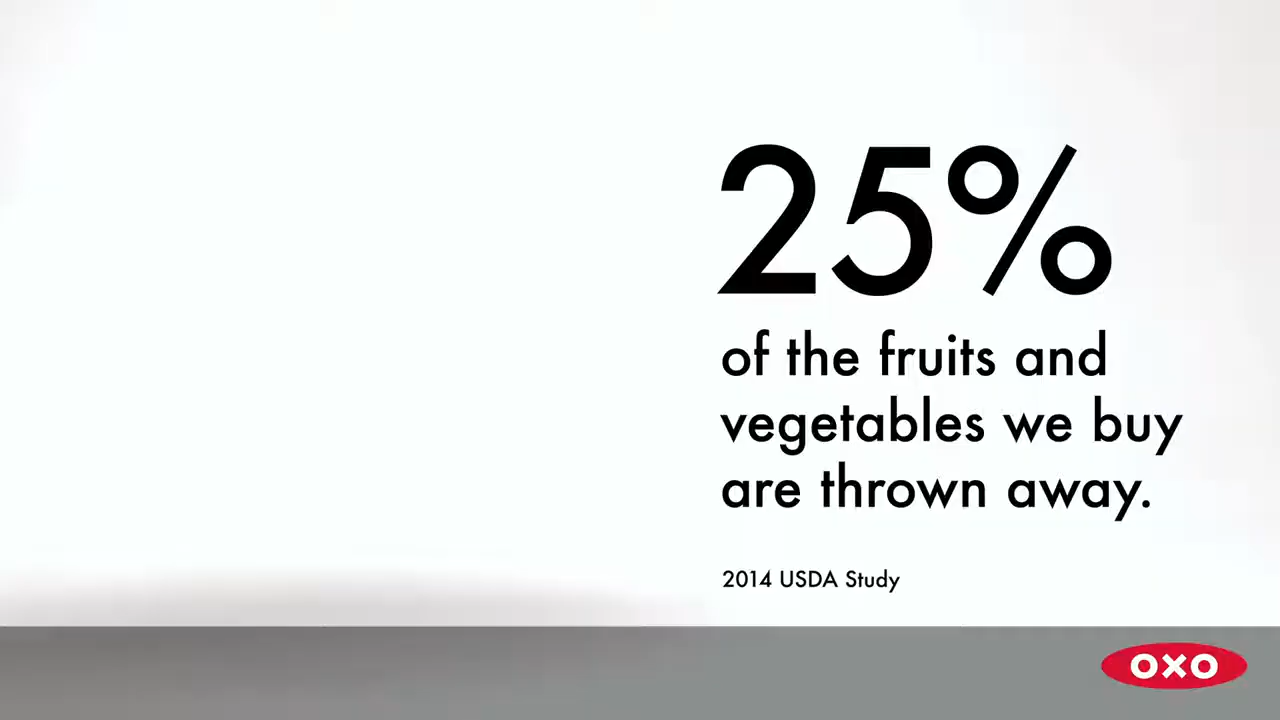 25%
of the fruits and
vegetables we buy
are thrown away.
2014 USDA Study
OXO